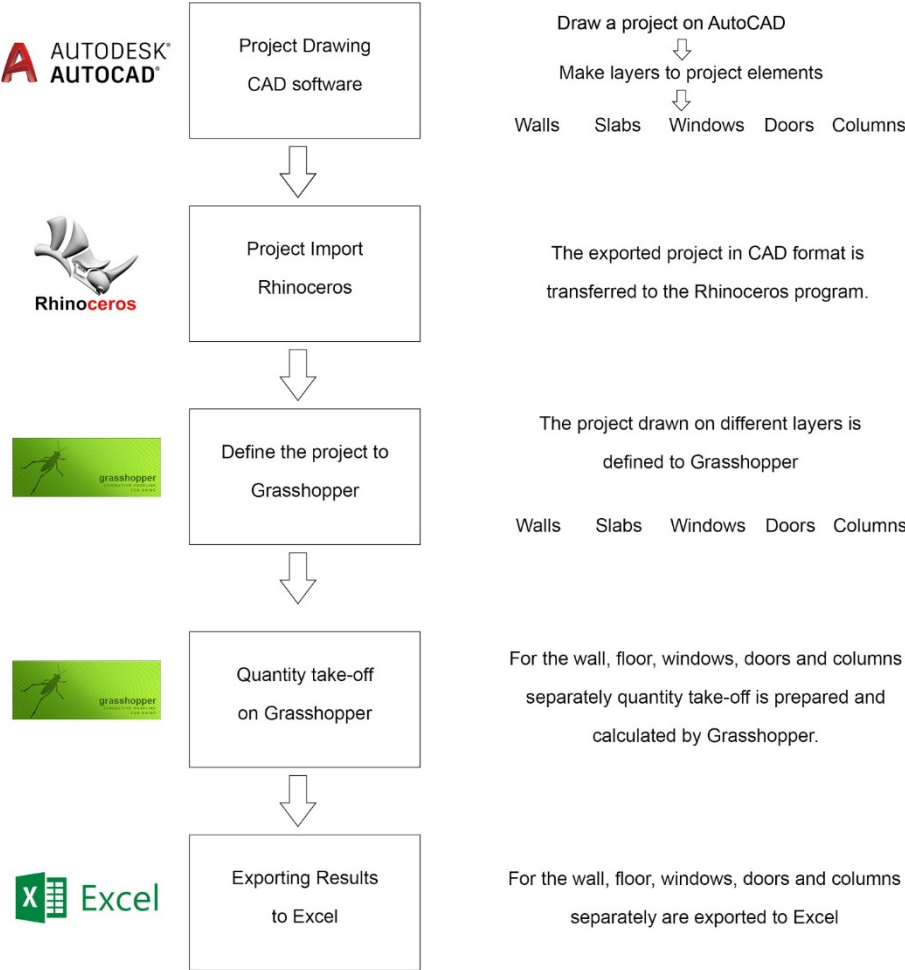 AUTODESK®
AUTOCAD®
Project Drawing
CAD software
Draw a project on AutoCAD
Make layers to project elements
Walls Slabs Windows Doors Columns
Rhinoceros
Project Import
Rhinoceros
The exported project in CAD format is
transferred to the Rhinoceros program.
grasshopper
Define the project to
Grasshopper
The project drawn on different layers is
defined to Grasshopper
Walls Slabs Windows Doors Columns
grasshopper
Quantity take-off
on Grasshopper
For the wall, floor, windows, doors and columns
separately quantity take-off is prepared and
calculated by Grasshopper.
X Excel
Exporting Results
to Excel
For the wall, floor, windows, doors and columns
separately are exported to Excel